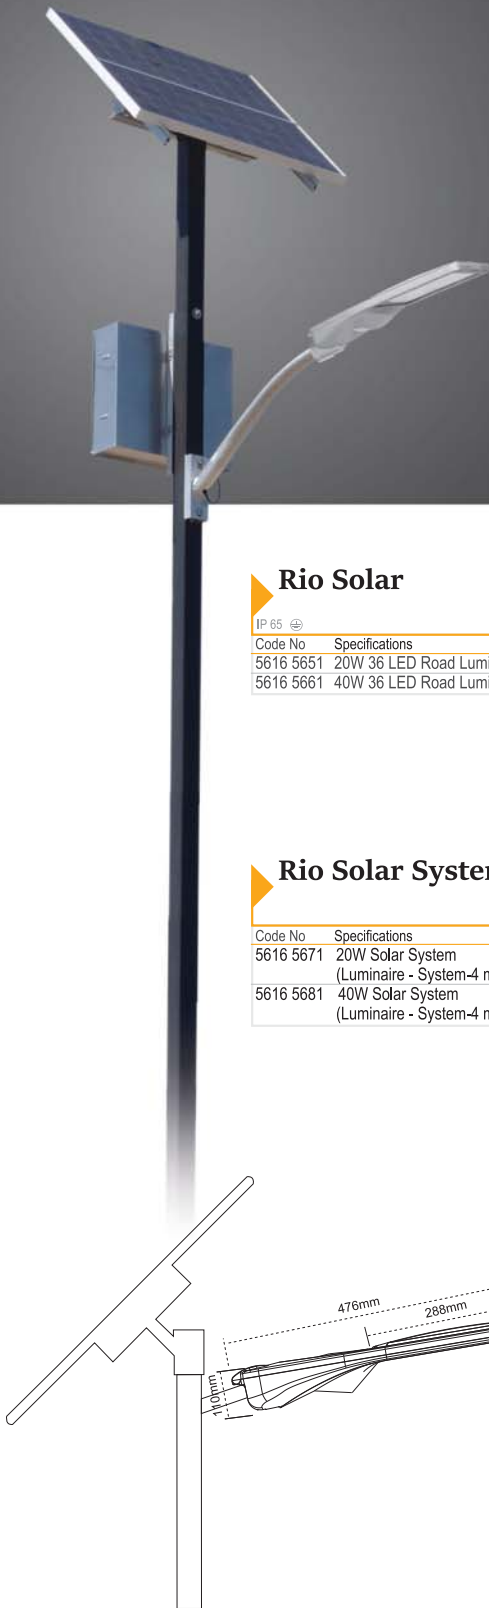 Rio Solar
IP 65
Code No Specifications
5616 5651 20W 36 LED Road
5616 5661 40W 36 LED Road
Rio Solar
Code No Specifications
5616 5671 20W Solar System
(Luminaire - System-4
5616 5681 40W Solar System
(Luminaire - System-4
476mm
288mm
110mm